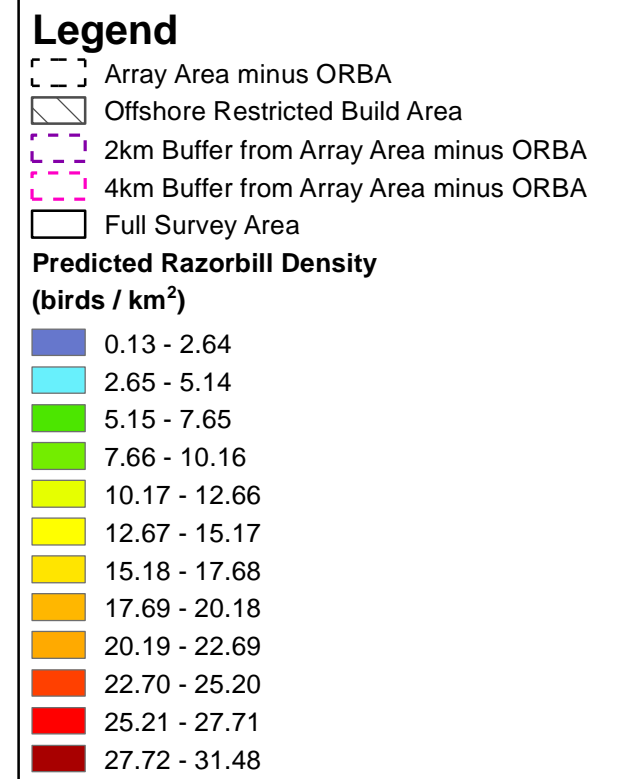 Legend
Array Area minus ORBA
Offshore Restricted Build Area
2km Buffer from Array Area minus ORBA
4km Buffer from Array Area minus ORBA
Full Survey Area
Predicted Razorbill Density
(birds / km²)
0.13 - 2.64
2.65 - 5.14
5.15 - 7.65
7.66 - 10.16
10.17 - 12.66
12.67 - 15.17
15.18 - 17.68
17.69 - 20.18
20.19 - 22.69
22.70 - 25.20
25.21 - 27.71
27.72 - 31.48